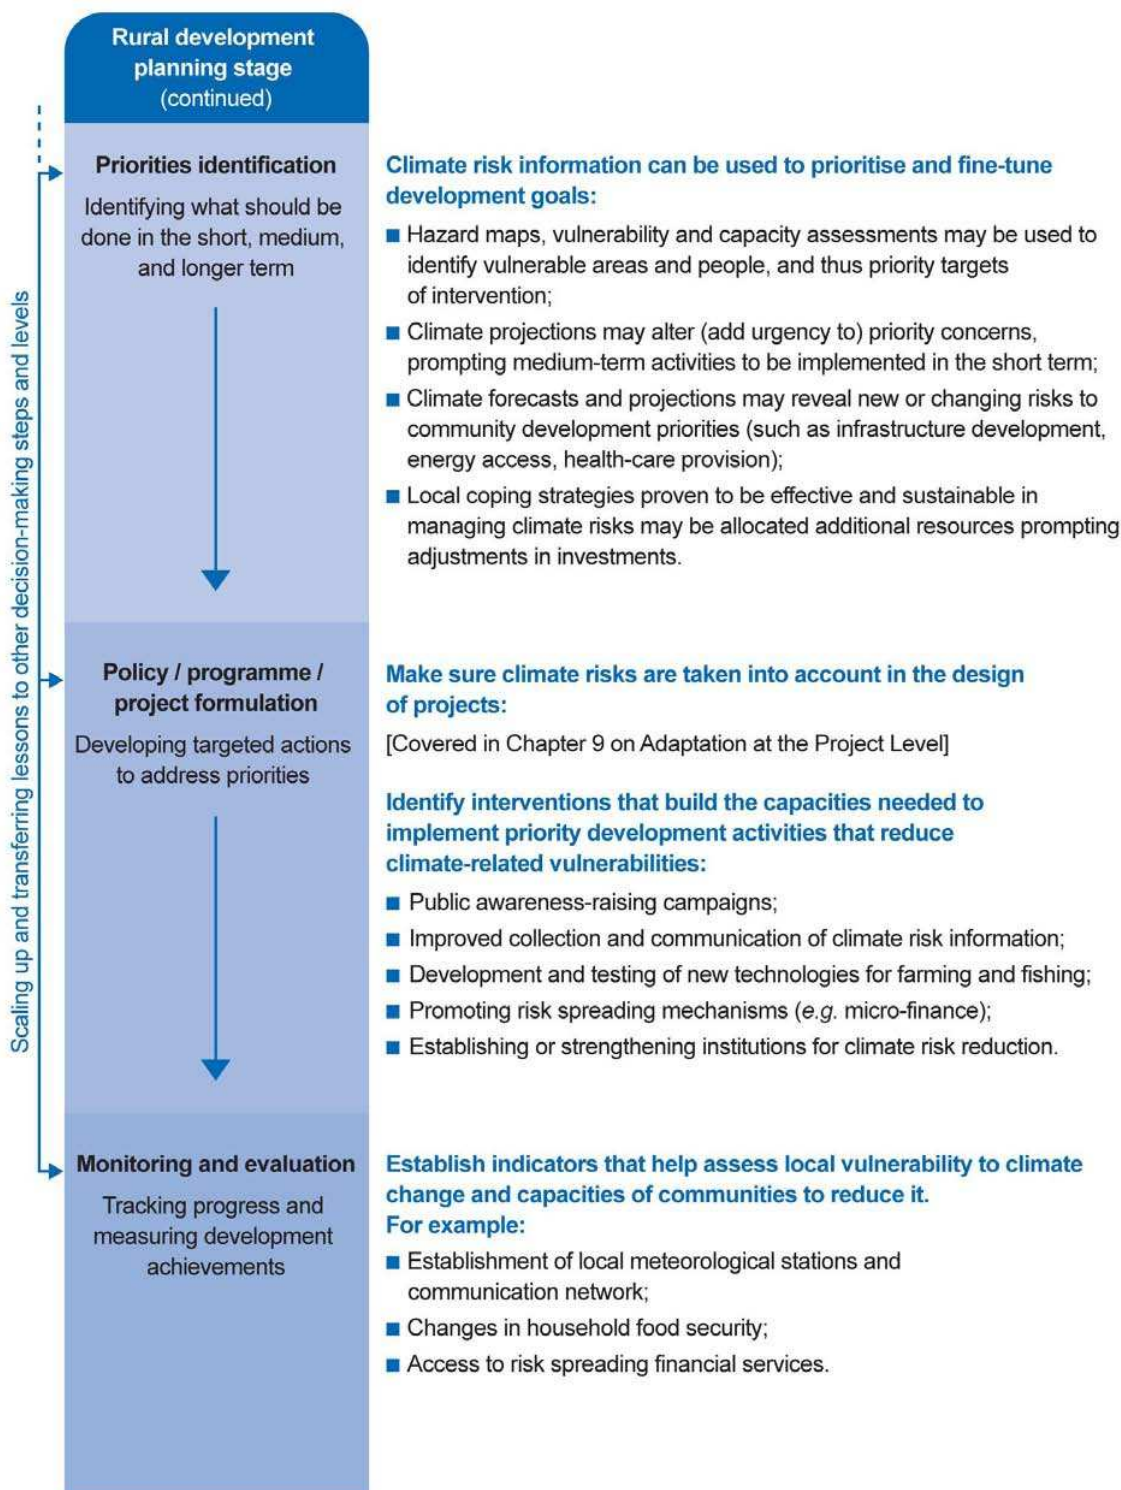 Rural development
planning stage
(continued)
Scaling up and transferring lessons to other decision-making steps and levels
Priorities identification
Identifying what should be
done in the short, medium,
and longer term
Climate risk information can be used to prioritise and fine-tune
development goals:
■ Hazard maps, vulnerability and capacity assessments may be used to
identify vulnerable areas and people, and thus priority targets
of intervention;
■ Climate projections may alter (add urgency to) priority concerns,
prompting medium-term activities to be implemented in the short term;
■ Climate forecasts and projections may reveal new or changing risks to
community development priorities (such as infrastructure development,
energy access, health-care provision);
■ Local coping strategies proven to be effective and sustainable in
managing climate risks may be allocated additional resources prompting
adjustments in investments.
Policy / programme /
project formulation
Developing targeted actions
to address priorities
Make sure climate risks are taken into account in the design
of projects:
[Covered in Chapter 9 on Adaptation at the Project Level]
Identify interventions that build the capacities needed to
implement priority development activities that reduce
climate-related vulnerabilities:
■ Public awareness-raising campaigns;
■ Improved collection and communication of climate risk information;
■ Development and testing of new technologies for farming and fishing;
■ Promoting risk spreading mechanisms (e.g. micro-finance);
■ Establishing or strengthening institutions for climate risk reduction.
Monitoring and evaluation
Tracking progress and
measuring development
achievements
Establish indicators that help assess local vulnerability to climate
change and capacities of communities to reduce it.
For example:
■ Establishment of local meteorological stations and
communication network;
■ Changes in household food security;
■ Access to risk spreading financial services.